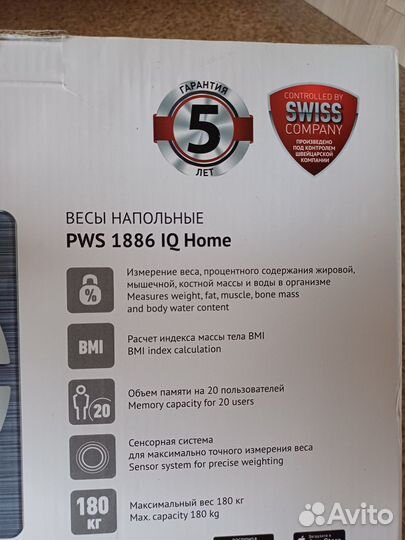 ГАРАНТИЯ
5
ЛЕТ
CONTROLLED BY
SWISS
COMPANY
ПРОИЗВЕДЕНО
ПОД КОНТРОЛЕМ
ШВЕЙЦАРСКОЙ
КОМПАНИИ
ВЕСЫ НАПОЛЬНЫЕ
PWS 1886 IQ Home
%
Измерение веса, процентного содержания жировой,
мышечной, костной массы и воды в организме
Measures weight, fat, muscle, bone mass
and body water content
BMI
Расчет индекса массы тела BMI
BMI index calculation
20
Объем памяти на 20 пользователей
Memory capacity for 20 users
Сенсорная система
для максимально точного измерения веса
Sensor system for precise weighting
180
КГ
Максимальный вес 180 кг
Max. capacity 180 kg
Avito